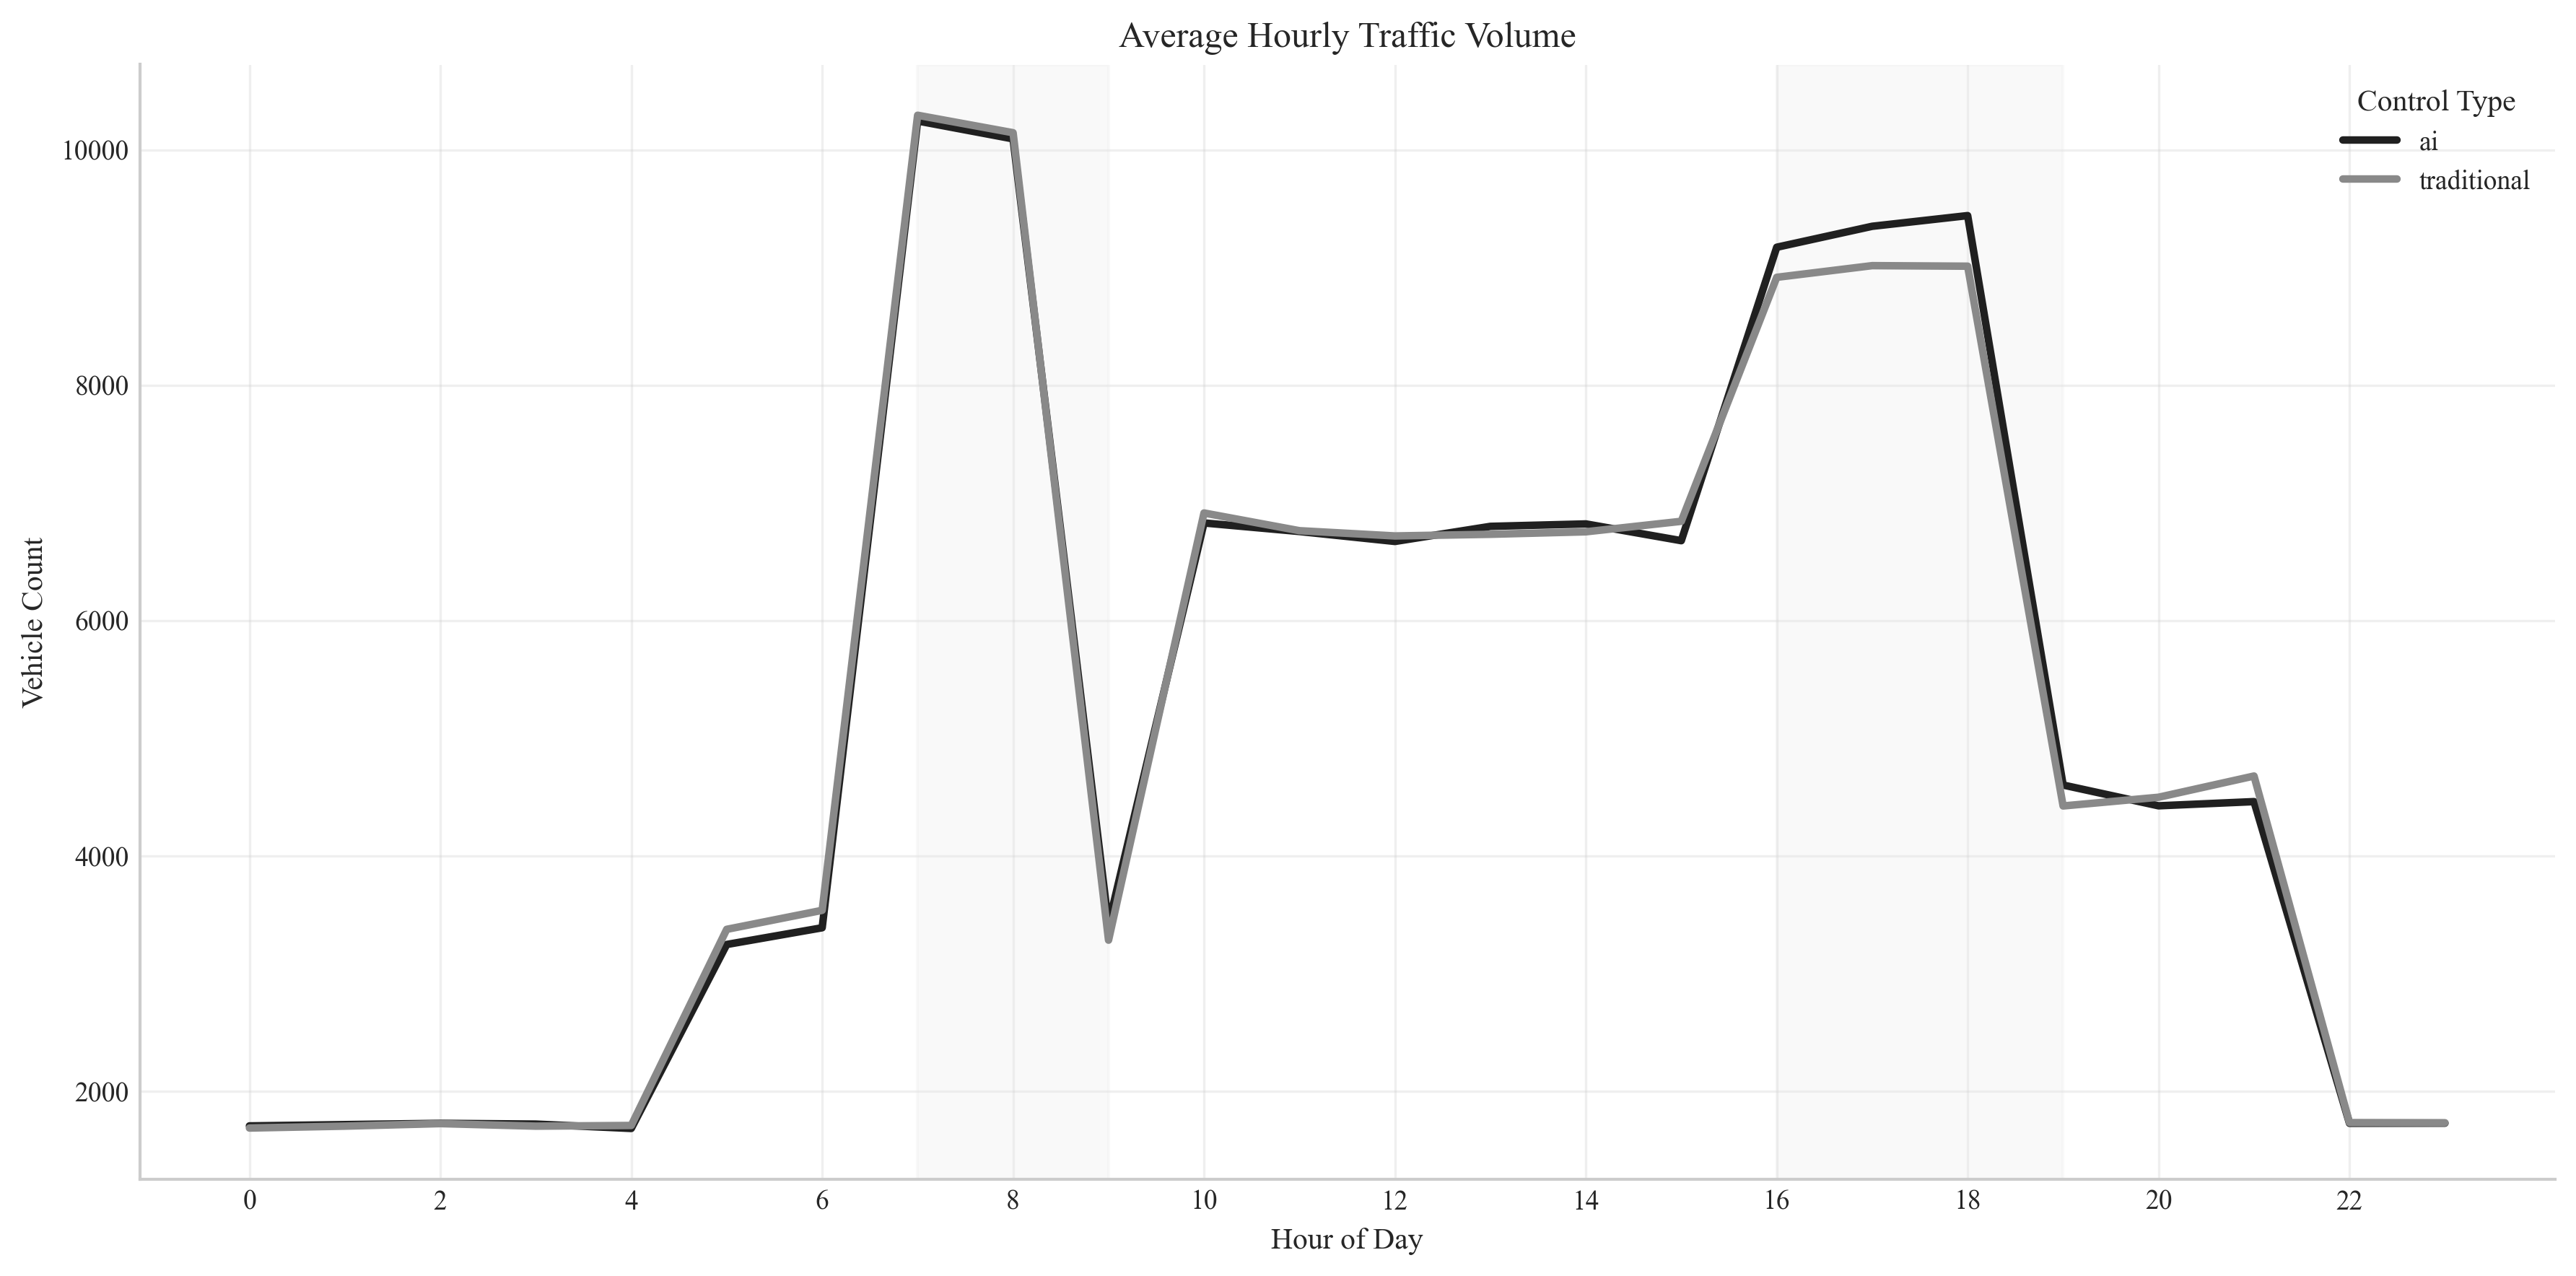 Average Hourly Traffic Volume
Control Type
ai
traditional
Vehicle Count
10000
8000
6000
4000
2000
0 2 4 6 8 10 12 14 16 18 20 22
Hour of Day